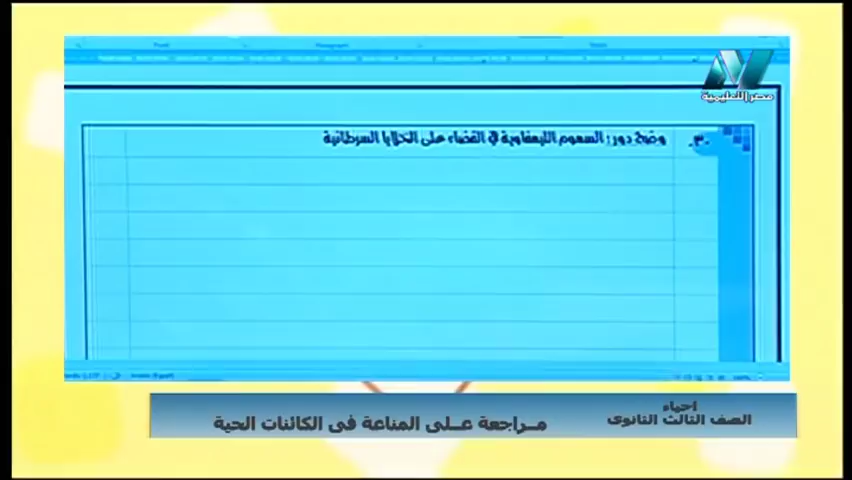 مصر التعليمية
٣. وضح دور: السموم الليمفاوية في القضاء على الخلايا السرطانية
احياء
الصف الثالث الثانوى
مراجعة على المناعة فى الكائنات الحية